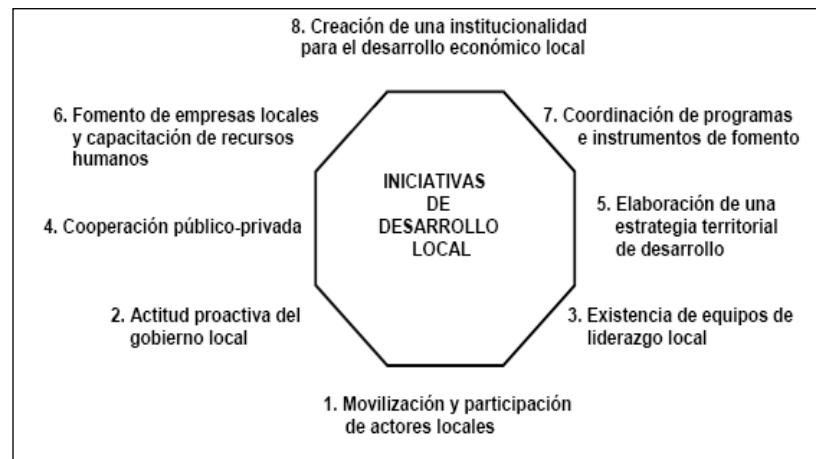 8. Creación de una institucionalidad
para el desarrollo económico local
6. Fomento de empresas locales
y capacitación de recursos
humanos
7. Coordinación de programas
e instrumentos de fomento
INICIATIVAS
DE
DESARROLLO
LOCAL
4. Cooperación público-privada
5. Elaboración de una
estrategia territorial
de desarrollo
2. Actitud proactiva del
gobierno local
3. Existencia de equipos de
liderazgo local
1. Movilización y participación
de actores locales